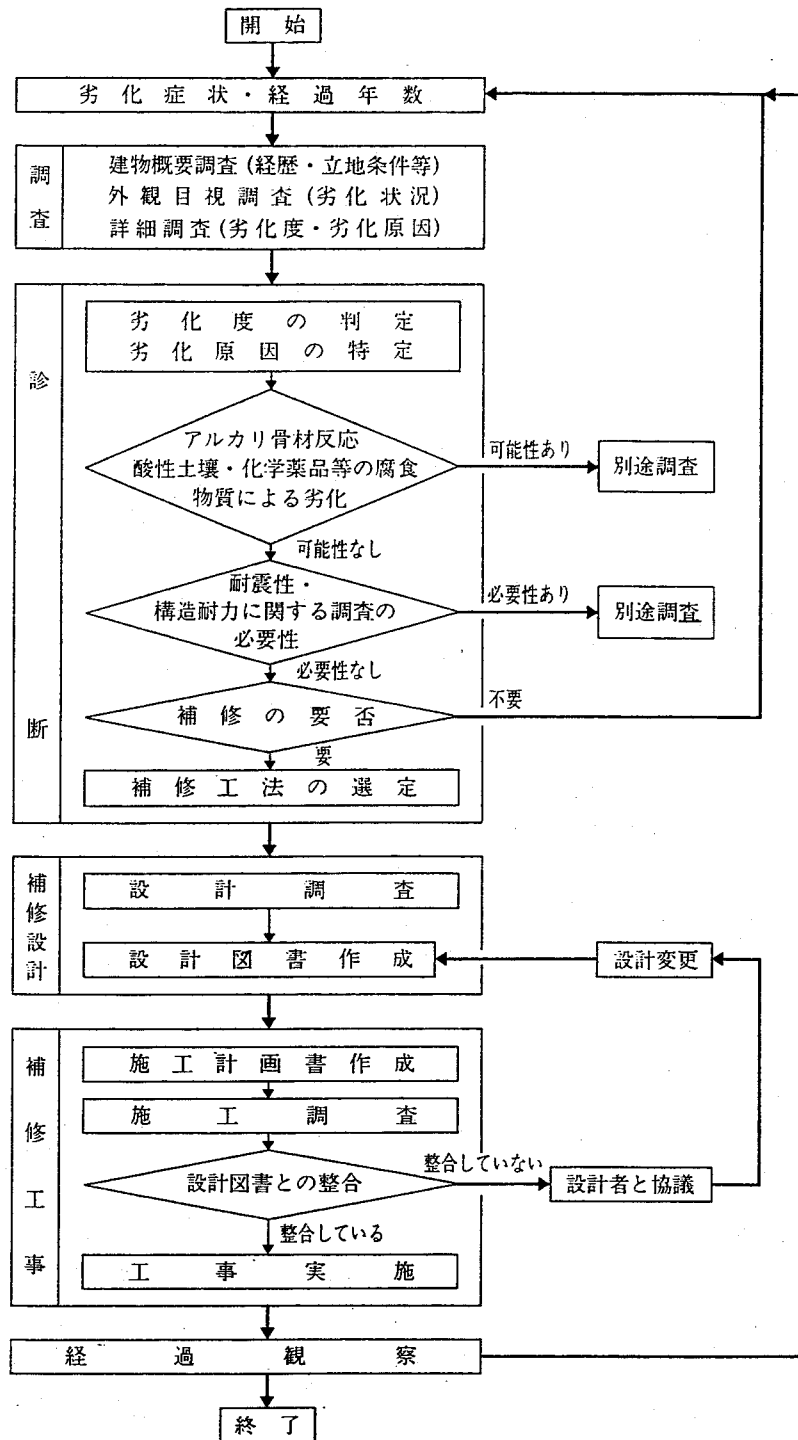 開始
劣化症状・経過年数
調査
建物概要調査(経歴・立地条件等)
外観目視調査(劣化状況)
詳細調査(劣化度・劣化原因)
診断
劣化度の判定
劣化原因の特定
アルカリ骨材反応
酸性土壌・化学薬品等の腐食
物質による劣化
可能性あり
別途調査
可能性なし
耐震性・
構造耐力に関する調査の
必要性
必要性あり
別途調査
必要性なし
補修の要否
不要
要
補修工法の選定
補修設計
設計調査
設計図書作成
設計変更
補修工事
施工計画書作成
施工調査
設計図書との整合
整合していない
設計者と協議
整合している
工事実施
経過観察
終了